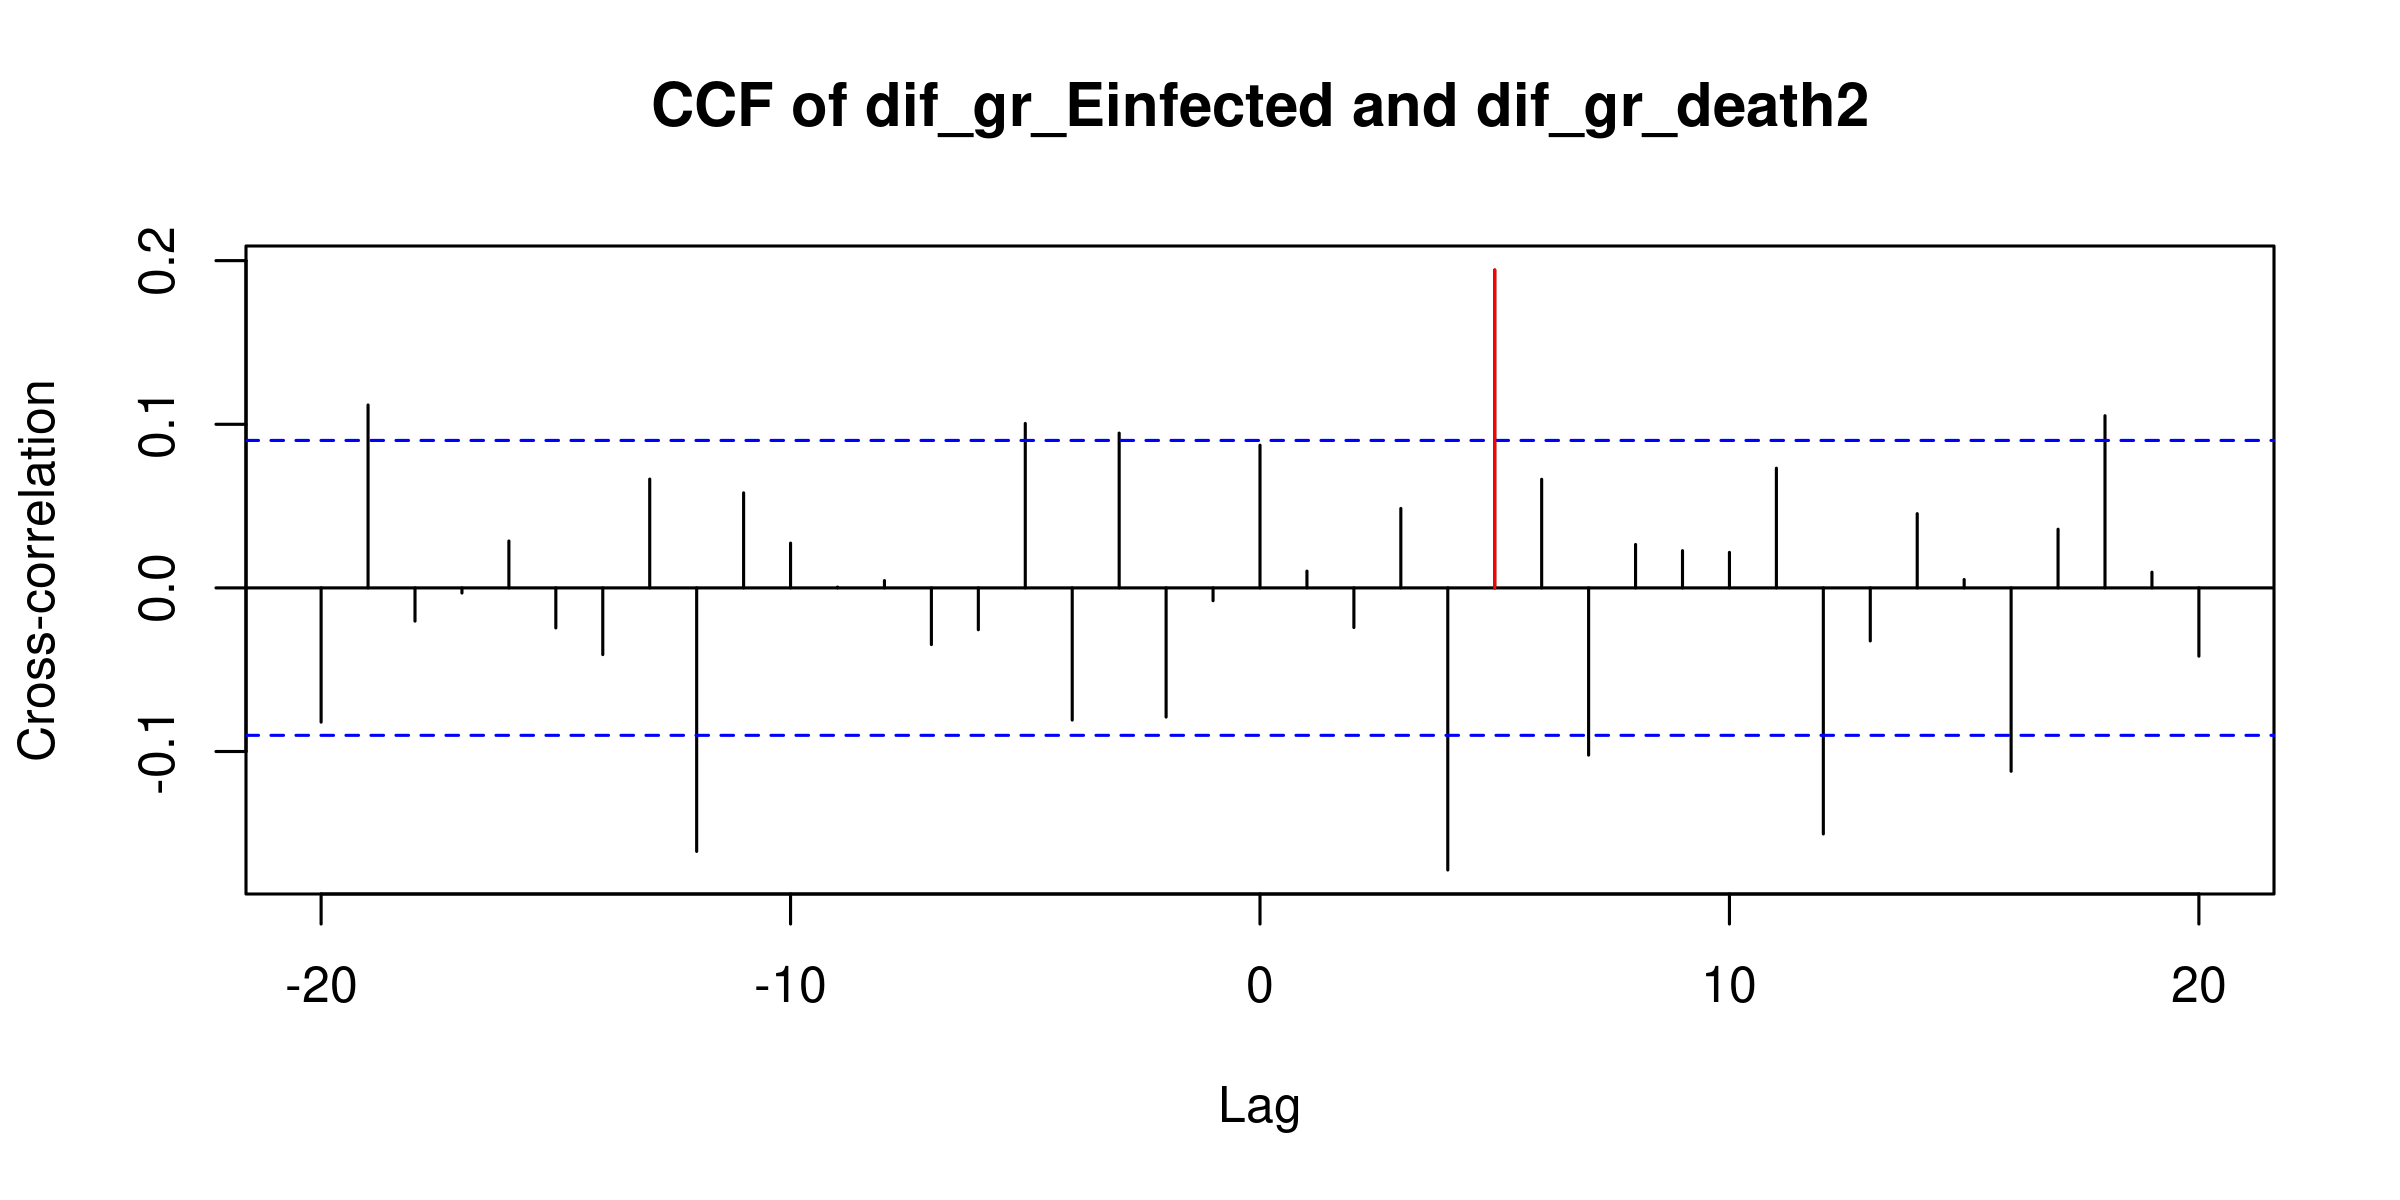 CCF of dif_gr_Einfected and dif_gr_death2
Cross-correlation
0.2
0.1
0.0
-0.1
-20 -10 0 10 20
Lag